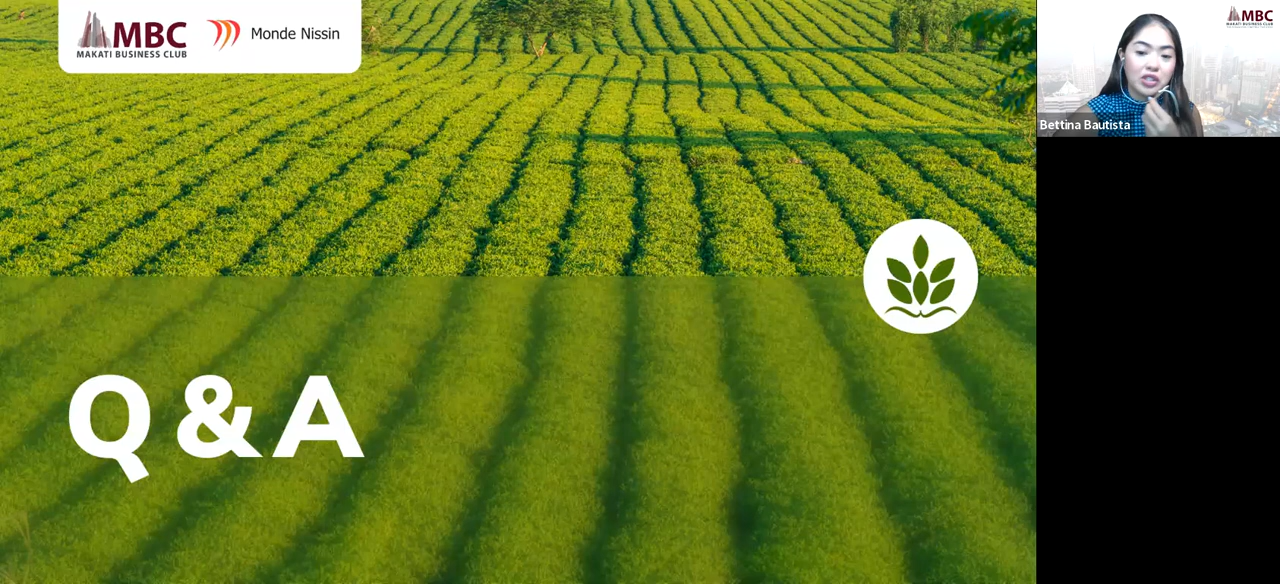 MBC
MAKATI BUSINESS CLUB
Monde Nissin
Q & A
MBC
Bettina Bautista